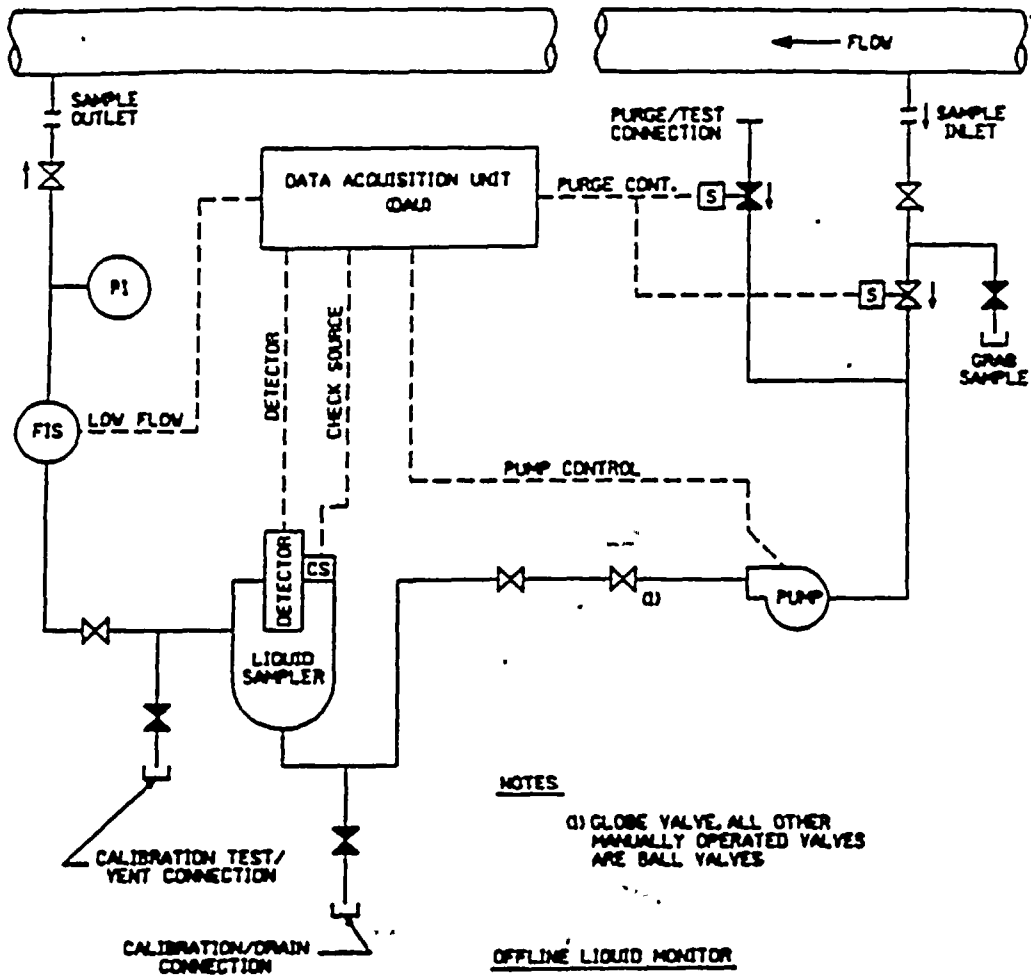 FLOW
SAMPLE
OUTLET
PURGE/TEST
CONNECTION
SAMPLE
INLET
DATA ACQUISITION UNIT
(DAU)
PURGE CONT.
S
PI
S
DETECTOR
CHECK SOURCE
GRAB
SAMPLE
FIS
LOW FLOW
PUMP CONTROL
DETECTOR
CS
(1)
PUMP
LIQUID
SAMPLER
NOTES
(1) GLOBE VALVE, ALL OTHER
MANUALLY OPERATED VALVES
ARE BALL VALVES
CALIBRATION TEST/
VENT CONNECTION
CALIBRATION/DRAIN
CONNECTION
OFFLINE LIQUID MONITOR